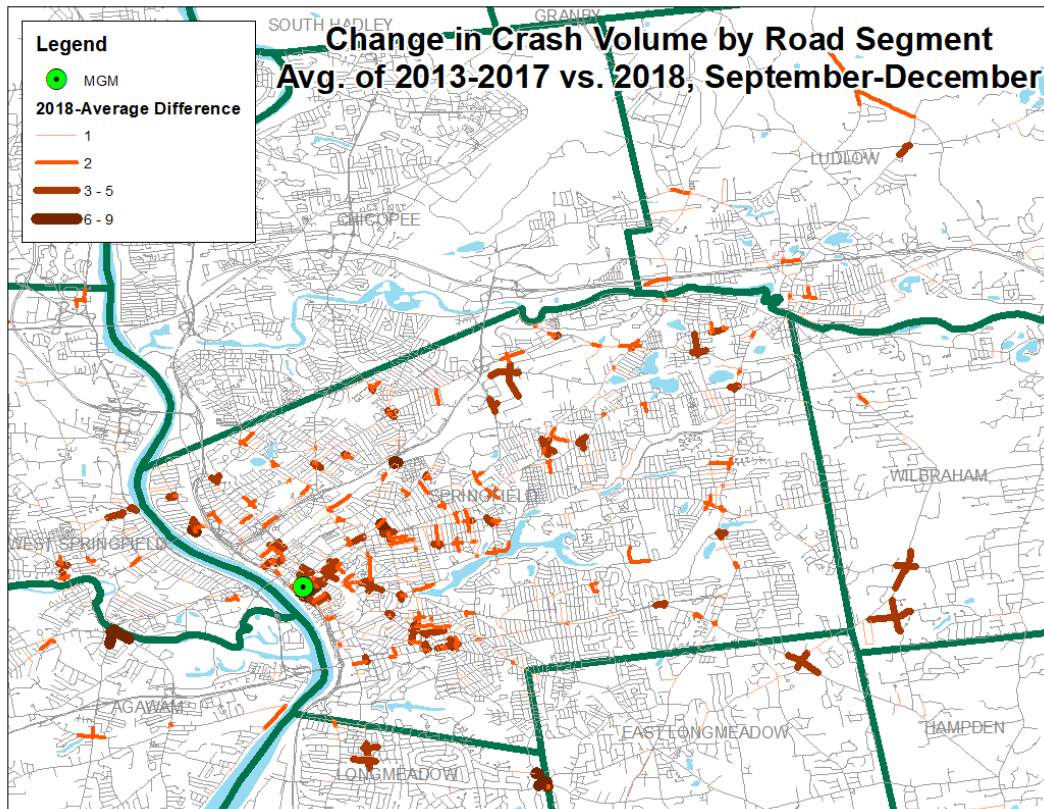 SOUTH HADLEY
GRANBY
Change in Crash Volume by Road Segment
Avg. of 2013-2017 vs. 2018, September-December
Legend
MGM
2018-Average Difference
1
2
3 - 5
6 - 9
LUDLOW
CHICOPEE
WILBRAHAM
SPRINGFIELD
WEST SPRINGFIELD
AGAWAM
EAST LONGMEADOW
HAMPDEN
LONGMEADOW